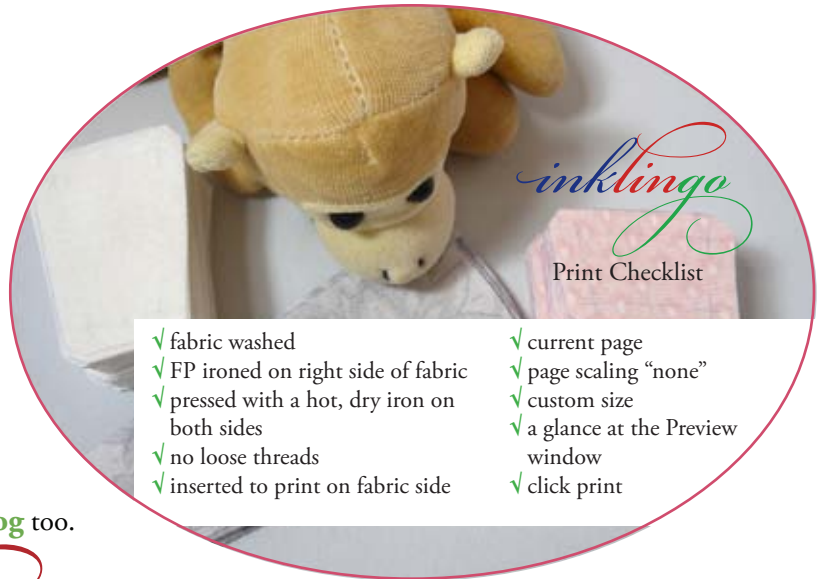 inklingo
Print Checklist
√ fabric washed
√ FP ironed on right side of fabric
√ pressed with a hot, dry iron on
both sides
√ no loose threads
√ inserted to print on fabric side
√ current page
√ page scaling “none”
√ custom size
√ a glance at the Preview
window
√ click print
too.